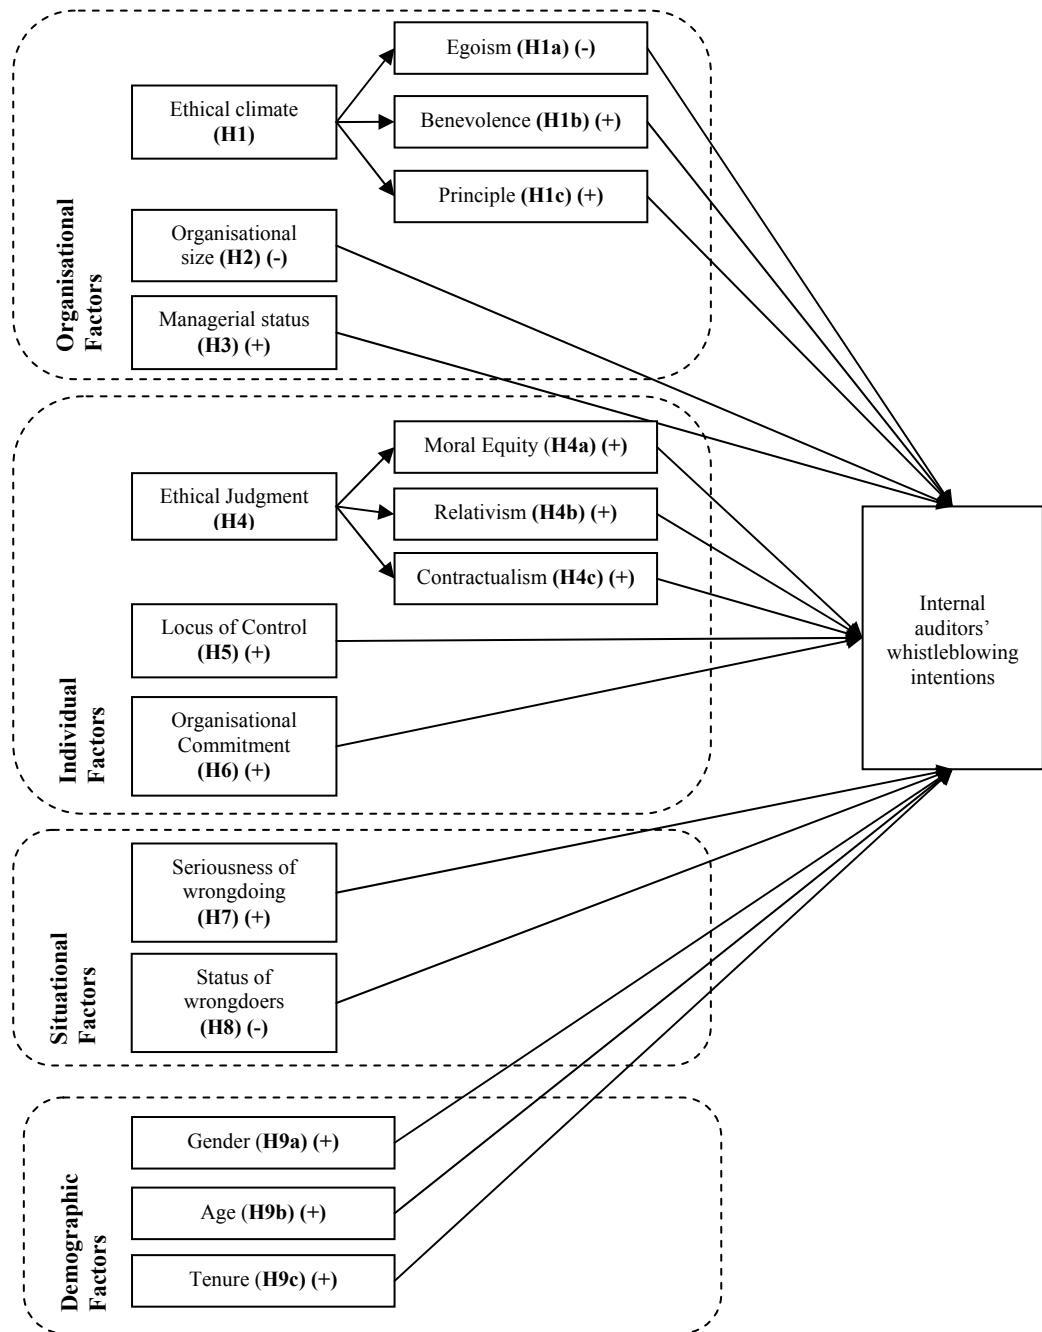 Organisational
Factors
Ethical climate
(H1)
Egoism (H1a) (-)
Benevolence (H1b) (+)
Principle (H1c) (+)
Organisational
size (H2) (-)
Managerial status
(H3) (+)
Individual
Factors
Ethical Judgment
(H4)
Moral Equity (H4a) (+)
Relativism (H4b) (+)
Contractualism (H4c) (+)
Locus of Control
(H5) (+)
Organisational
Commitment
(H6) (+)
Situational
Factors
Seriousness of
wrongdoing
(H7) (+)
Status of
wrongdoers
(H8) (-)
Demographic
Factors
Gender (H9a) (+)
Age (H9b) (+)
Tenure (H9c) (+)
Internal
auditors’
whistleblowing
intentions